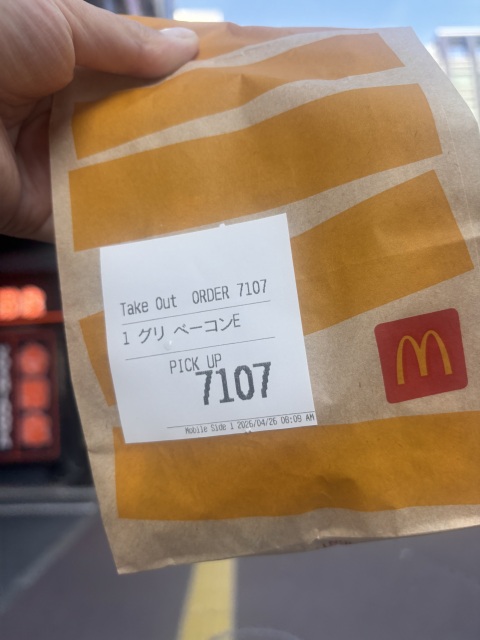 Take Out ORDER 7107
1 グリ ベーコンE
PICK UP
7107
Mobile Side 1 2026/04/26 08:09 AM